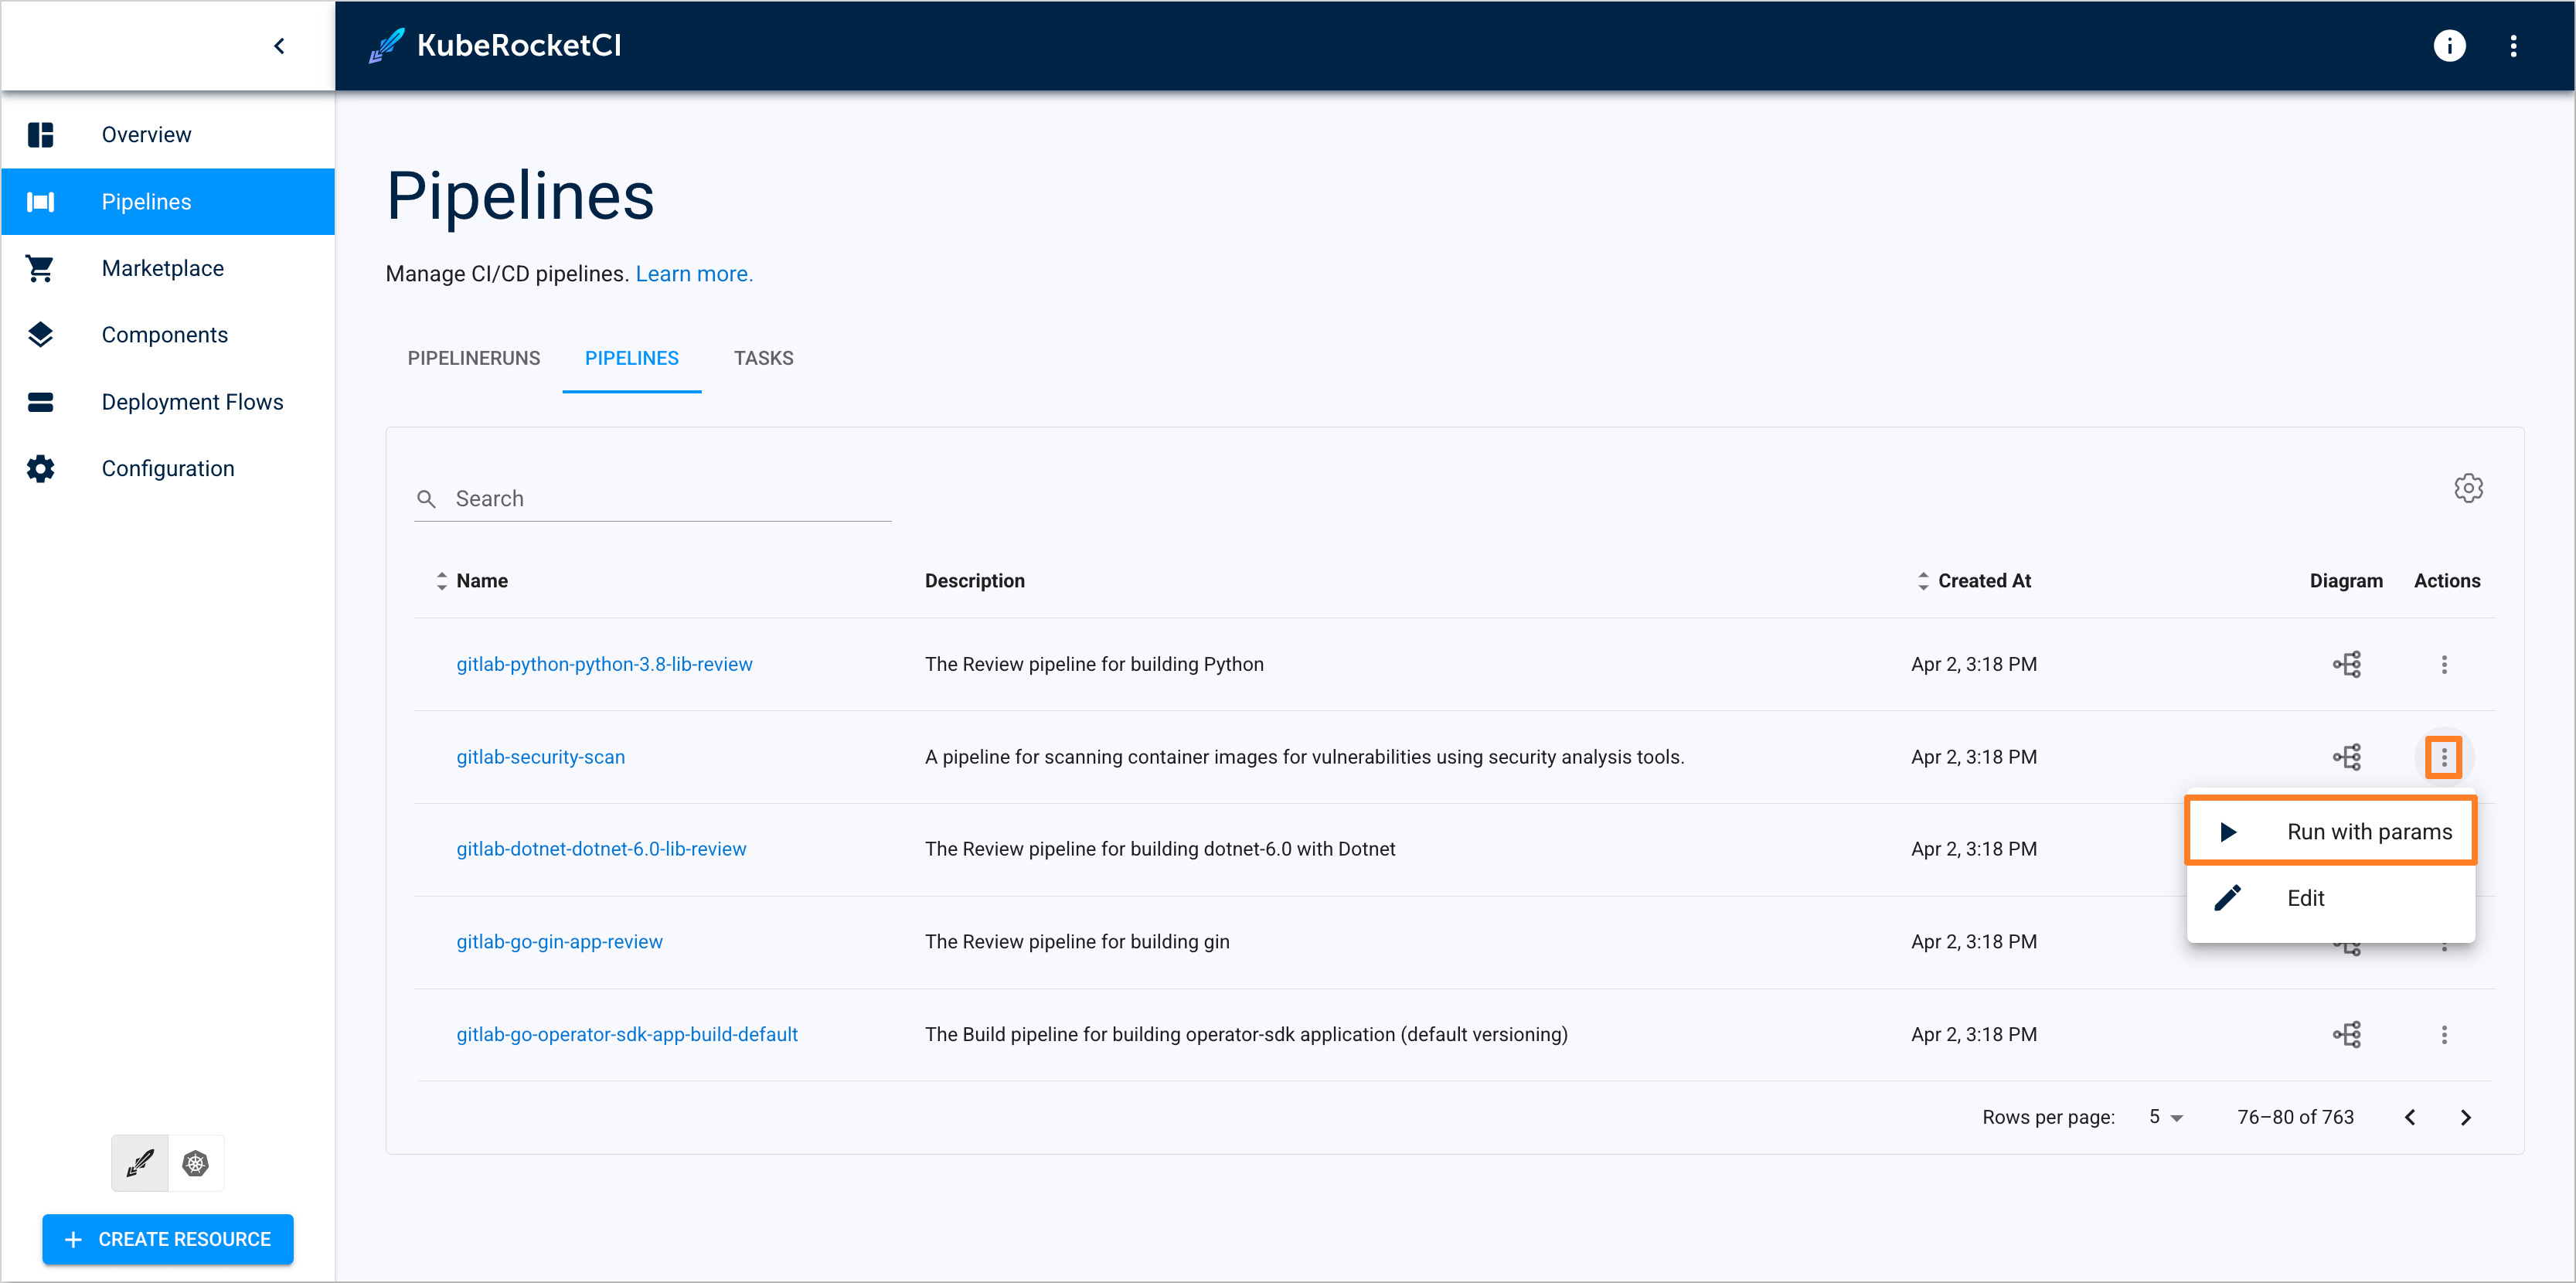 KubeRocketCI
Overview
Pipelines
Marketplace
Components
Deployment Flows
Configuration
CREATE RESOURCE
Pipelines
Manage CI/CD pipelines. Learn more.
PIPELINERUNS PIPELINES TASKS
Search
Name Description Created At Diagram Actions
gitlab-python-python-3.8-lib-review The Review pipeline for building Python Apr 2, 3:18 PM
gitlab-security-scan A pipeline for scanning container images for vulnerabilities using security analysis tools. Apr 2, 3:18 PM
Run with params
Edit
gitlab-dotnet-dotnet-6.0-lib-review The Review pipeline for building dotnet-6.0 with Dotnet Apr 2, 3:18 PM
gitlab-go-gin-app-review The Review pipeline for building gin Apr 2, 3:18 PM
gitlab-go-operator-sdk-app-build-default The Build pipeline for building operator-sdk application (default versioning) Apr 2, 3:18 PM
Rows per page: 5 76–80 of 763